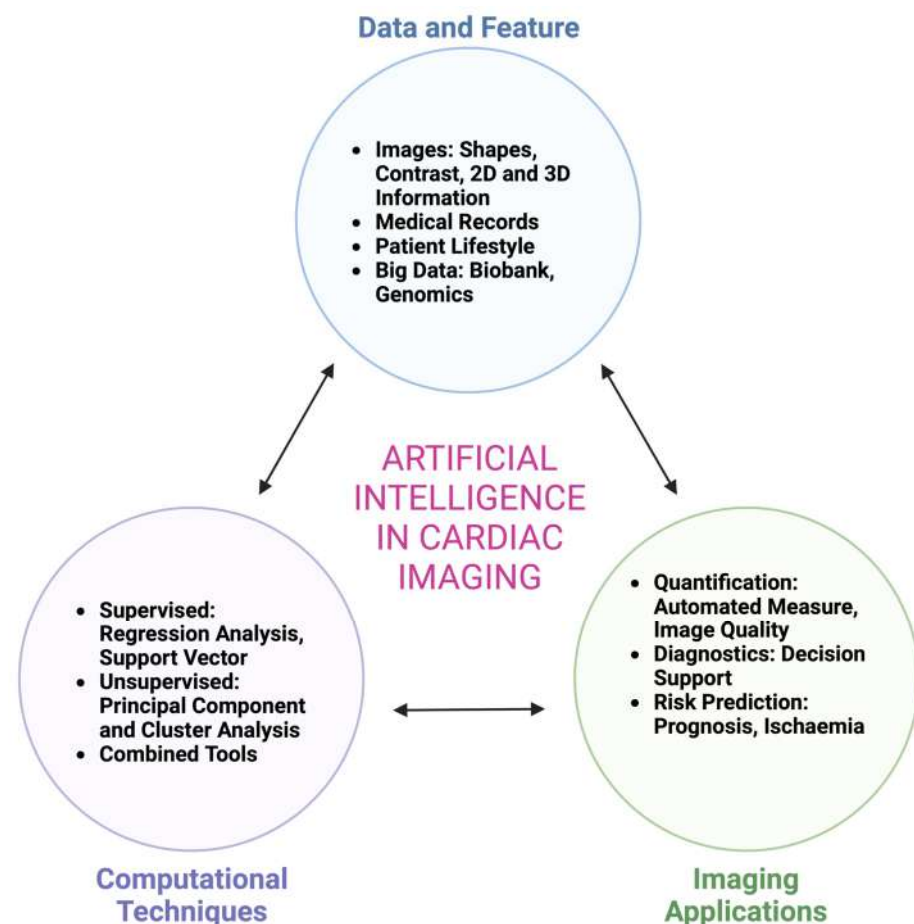 Data and Feature
• Images: Shapes,
Contrast, 2D and 3D
Information
• Medical Records
• Patient Lifestyle
• Big Data: Biobank,
Genomics
ARTIFICIAL
INTELLIGENCE
IN CARDIAC
IMAGING
• Supervised:
Regression Analysis,
Support Vector
• Unsupervised:
Principal Component
and Cluster Analysis
• Combined Tools
• Quantification:
Automated Measure,
Image Quality
• Diagnostics: Decision
Support
• Risk Prediction:
Prognosis, Ischaemia
Computational
Techniques
Imaging
Applications